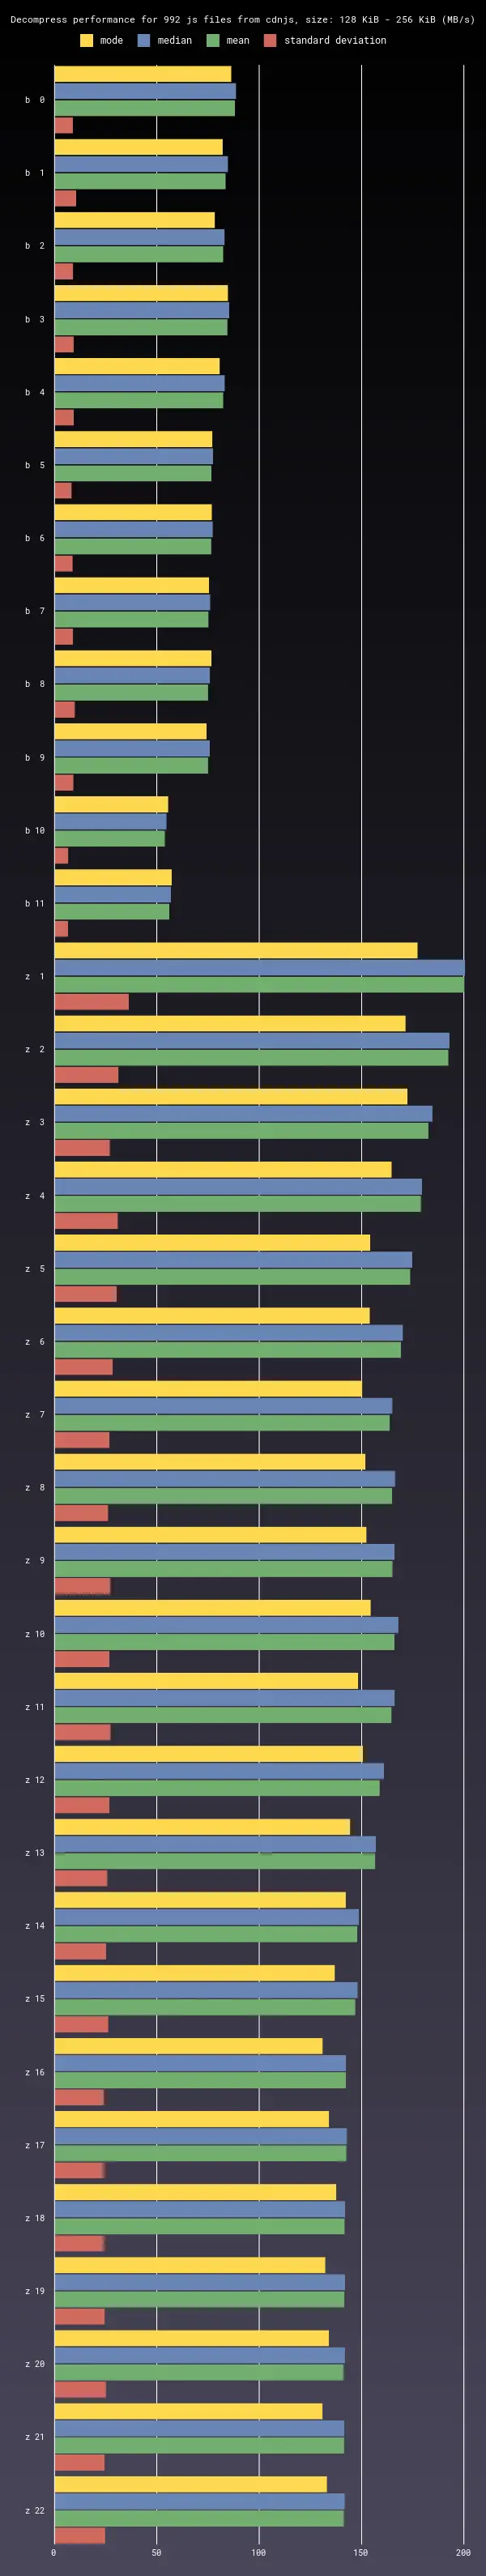 Decompress performance for 992 js files from cdnjs, size: 128 KiB - 256 KiB (MB/s)
mode median mean standard deviation
b 0
b 1
b 2
b 3
b 4
b 5
b 6
b 7
b 8
b 9
b 10
b 11
z 1
z 2
z 3
z 4
z 5
z 6
z 7
z 8
z 9
z 10
z 11
z 12
z 13
z 14
z 15
z 16
z 17
z 18
z 19
z 20
z 21
z 22
0 50 100 150 200